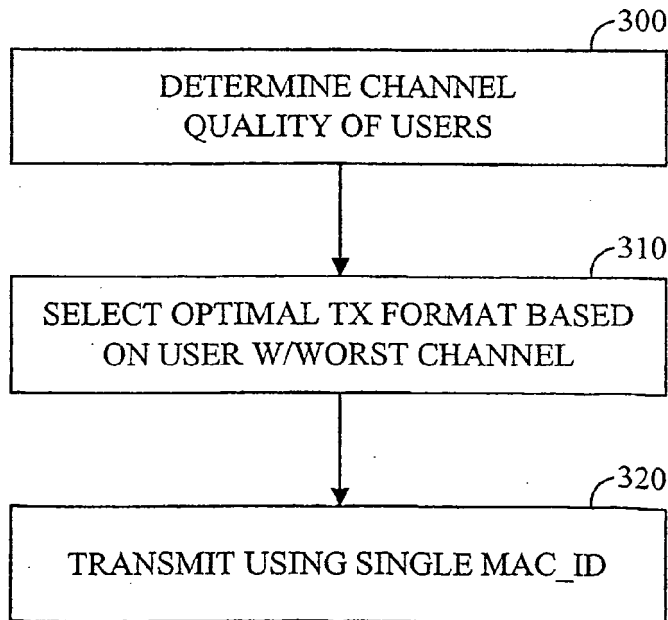 300
DETERMINE CHANNEL
QUALITY OF USERS
310
SELECT OPTIMAL TX FORMAT BASED
ON USER W/WORST CHANNEL
320
TRANSMIT USING SINGLE MAC_ID